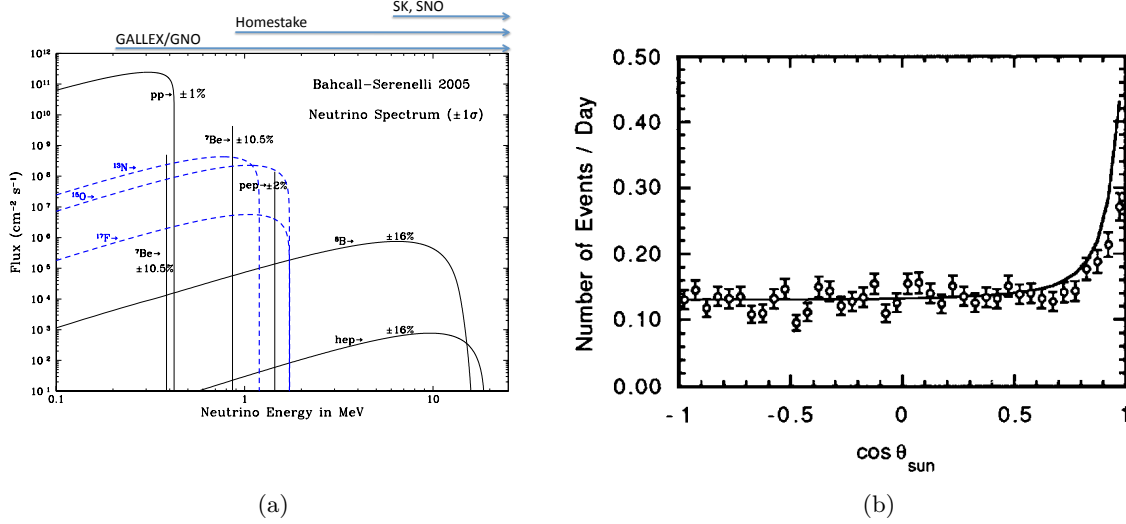 SK, SNO
Homestake
GALLEX/GNO
10¹²
10¹¹
10¹⁰
10⁹
10⁸
10⁷
10⁶
10⁵
10⁴
10³
10²
10¹
Flux (cm⁻² s⁻¹)
Bahcall-Serenelli 2005
Neutrino Spectrum (±1σ)
pp→ ±1%
⁷Be→ ±10.5%
¹³N→
pep→±2%
¹⁵O→
¹⁷F→
⁷Be→
±10.5%
⁸B→ ±16%
hep→ ±16%
0.1 1 10
Neutrino Energy in MeV
(a)
0.50
0.40
0.30
0.20
0.10
0.00
Number of Events / Day
-1 -0.5 0 0.5 1
cos θsun
(b)